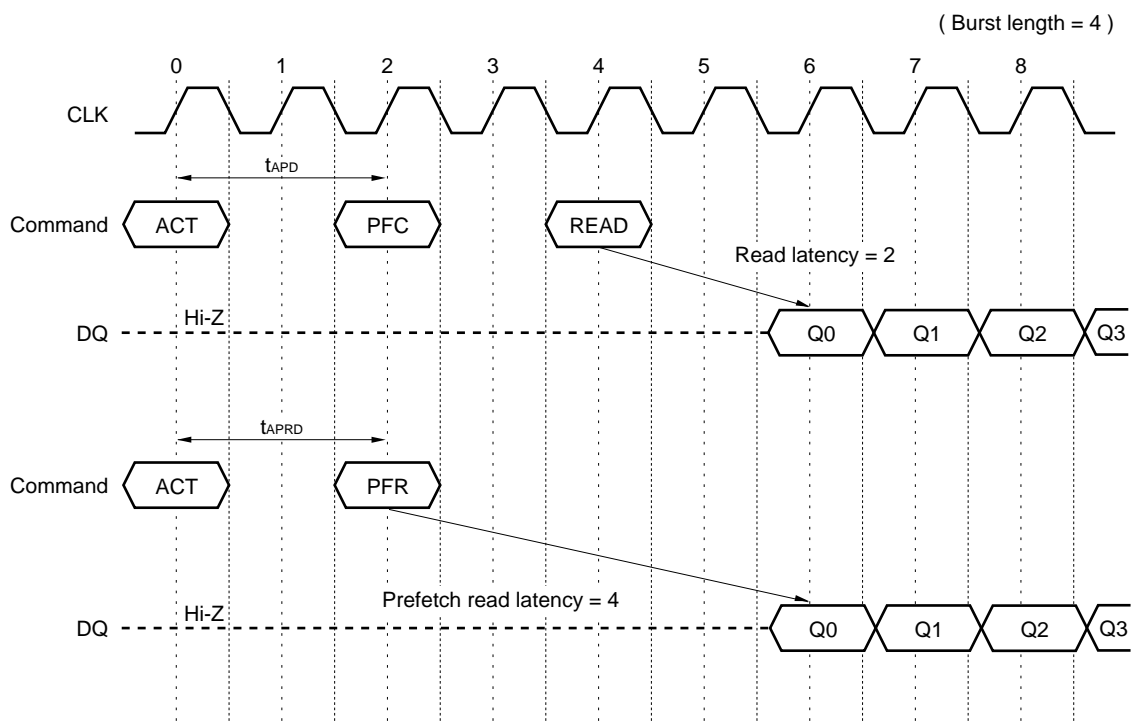 ( Burst length = 4 )
0 1 2 3 4 5 6 7 8
CLK
tAPD
Command ACT PFC READ
Read latency = 2
Hi-Z
DQ Q0 Q1 Q2 Q3
tAPRD
Command ACT PFR
Prefetch read latency = 4
Hi-Z
DQ Q0 Q1 Q2 Q3